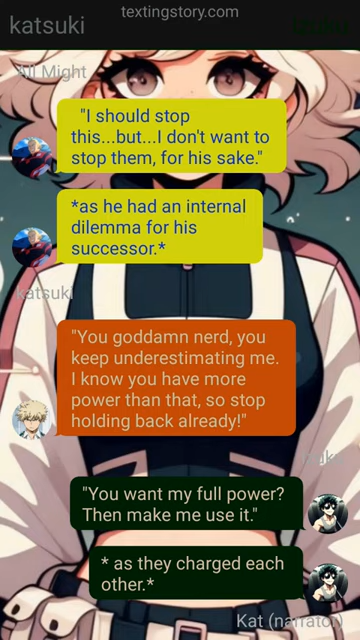 textingstory.com
katsuki
All Might
"I should stop
this...but...I don't want to
stop them, for his sake."
*as he had an internal
dilemma for his
successor.*
katsuki
"You goddamn nerd, you
keep underestimating me.
I know you have more
power than that, so stop
holding back already!"
"You want my full power?
Then make me use it."
* as they charged each
other.*
Kat (narrator)